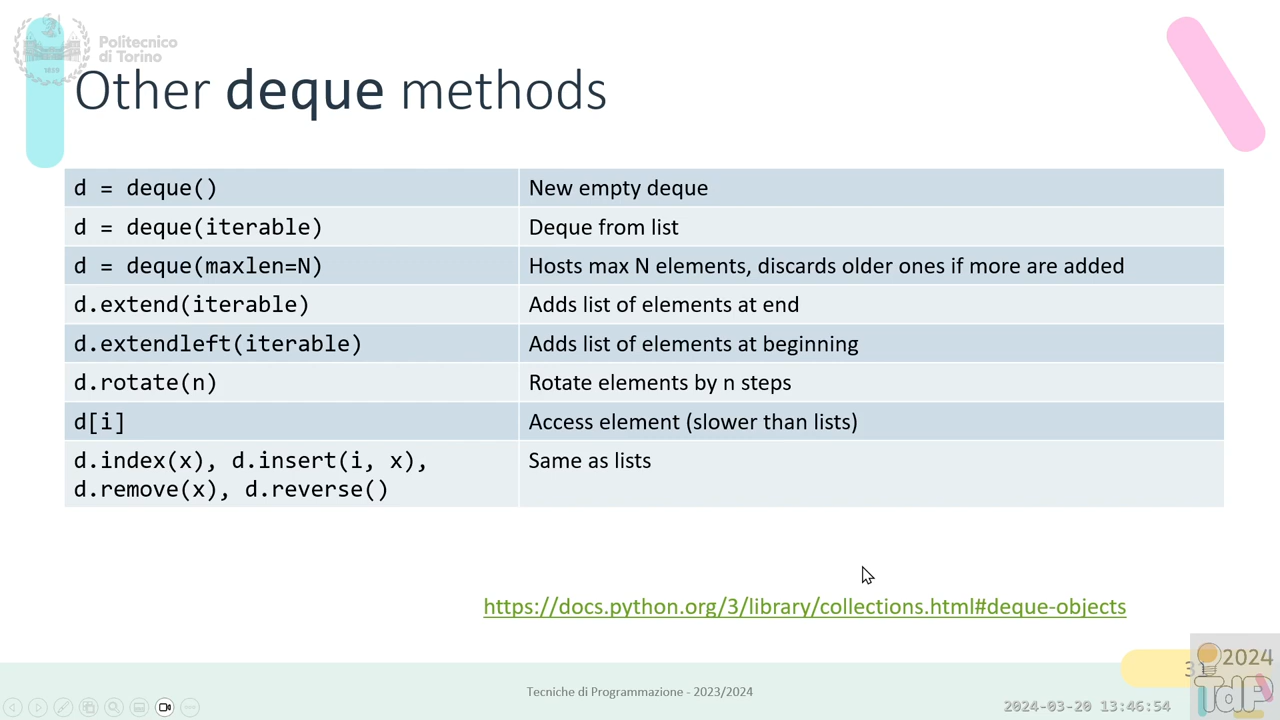 Politecnico
di Torino
Other deque methods
d = deque() New empty deque
d = deque(iterable) Deque from list
d = deque(maxlen=N) Hosts max N elements, discards older ones if more are added
d.extend(iterable) Adds list of elements at end
d.extendleft(iterable) Adds list of elements at beginning
d.rotate(n) Rotate elements by n steps
d[i] Access element (slower than lists)
d.index(x), d.insert(i, x), Same as lists
d.remove(x), d.reverse()
https://docs.python.org/3/library/collections.html#deque-objects
2024
Tecniche di Programmazione - 2023/2024
TdP
2024-03-20 13:46:54